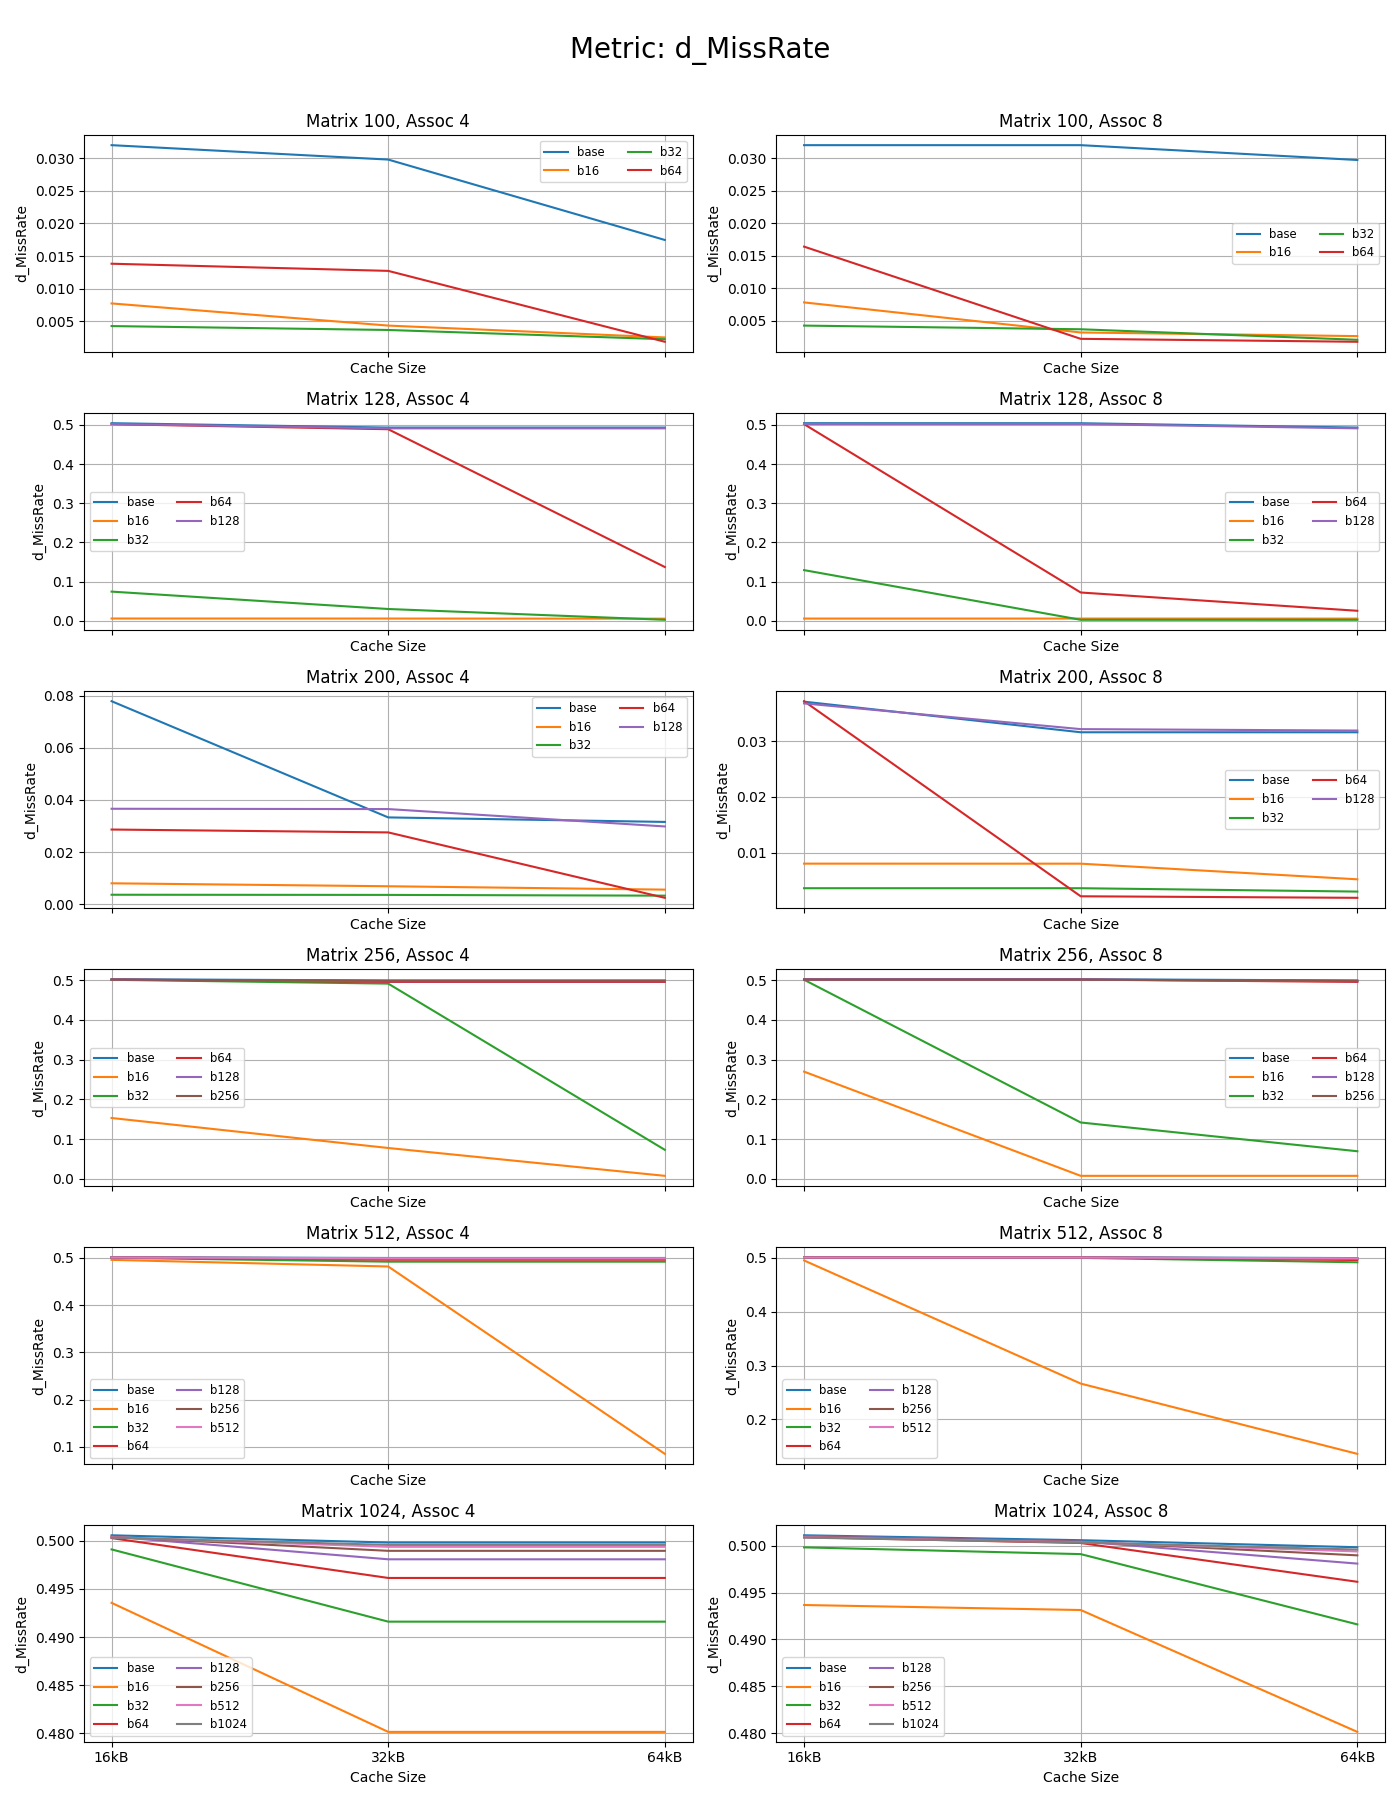 Metric: d_MissRate
Matrix 100, Assoc 4
d_MissRate
0.030
0.025
0.020
0.015
0.010
0.005
base b32
b16 b64
Cache Size
Matrix 100, Assoc 8
d_MissRate
0.030
0.025
0.020
0.015
0.010
0.005
base b32
b16 b64
Cache Size
Matrix 128, Assoc 4
d_MissRate
0.5
0.4
0.3
0.2
0.1
0.0
base b64
b16 b128
b32
Cache Size
Matrix 128, Assoc 8
d_MissRate
0.5
0.4
0.3
0.2
0.1
0.0
base b64
b16 b128
b32
Cache Size
Matrix 200, Assoc 4
d_MissRate
0.08
0.06
0.04
0.02
0.00
base b64
b16 b128
b32
Cache Size
Matrix 200, Assoc 8
d_MissRate
0.03
0.02
0.01
base b64
b16 b128
b32
Cache Size
Matrix 256, Assoc 4
d_MissRate
0.5
0.4
0.3
0.2
0.1
0.0
base b64
b16 b128
b32 b256
Cache Size
Matrix 256, Assoc 8
d_MissRate
0.5
0.4
0.3
0.2
0.1
0.0
base b64
b16 b128
b32 b256
Cache Size
Matrix 512, Assoc 4
d_MissRate
0.5
0.4
0.3
0.2
0.1
base b128
b16 b256
b32 b512
b64
Cache Size
Matrix 512, Assoc 8
d_MissRate
0.5
0.4
0.3
0.2
base b128
b16 b256
b32 b512
b64
Cache Size
Matrix 1024, Assoc 4
d_MissRate
0.500
0.495
0.490
0.485
0.480
base b128
b16 b256
b32 b512
b64 b1024
16kB 32kB 64kB
Cache Size
Matrix 1024, Assoc 8
d_MissRate
0.500
0.495
0.490
0.485
0.480
base b128
b16 b256
b32 b512
b64 b1024
16kB 32kB 64kB
Cache Size